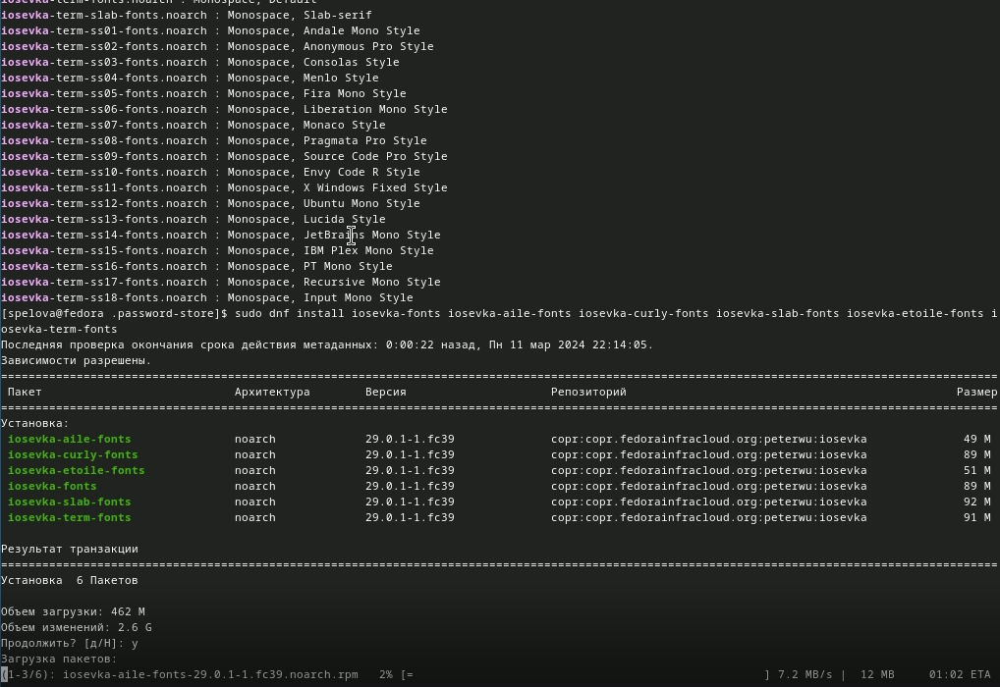 iosevka-term-fonts.noarch : Monospace, Default
iosevka-term-slab-fonts.noarch : Monospace, Slab-serif
iosevka-term-ss01-fonts.noarch : Monospace, Andale Mono Style
iosevka-term-ss02-fonts.noarch : Monospace, Anonymous Pro Style
iosevka-term-ss03-fonts.noarch : Monospace, Consolas Style
iosevka-term-ss04-fonts.noarch : Monospace, Menlo Style
iosevka-term-ss05-fonts.noarch : Monospace, Fira Mono Style
iosevka-term-ss06-fonts.noarch : Monospace, Liberation Mono Style
iosevka-term-ss07-fonts.noarch : Monospace, Monaco Style
iosevka-term-ss08-fonts.noarch : Monospace, Pragmata Pro Style
iosevka-term-ss09-fonts.noarch : Monospace, Source Code Pro Style
iosevka-term-ss10-fonts.noarch : Monospace, Envy Code R Style
iosevka-term-ss11-fonts.noarch : Monospace, X Windows Fixed Style
iosevka-term-ss12-fonts.noarch : Monospace, Ubuntu Mono Style
iosevka-term-ss13-fonts.noarch : Monospace, Lucida Style
iosevka-term-ss14-fonts.noarch : Monospace, JetBrains Mono Style
iosevka-term-ss15-fonts.noarch : Monospace, IBM Plex Mono Style
iosevka-term-ss16-fonts.noarch : Monospace, PT Mono Style
iosevka-term-ss17-fonts.noarch : Monospace, Recursive Mono Style
iosevka-term-ss18-fonts.noarch : Monospace, Input Mono Style
[spelova@fedora .password-store]$ sudo dnf install iosevka-fonts iosevka-aile-fonts iosevka-curly-fonts iosevka-slab-fonts iosevka-etoile-fonts i
osevka-term-fonts
Последняя проверка окончания срока действия метаданных: 0:00:22 назад, Пн 11 мар 2024 22:14:05.
Зависимости разрешены.
Пакет Архитектура Версия Репозиторий Размер
Установка:
iosevka-aile-fonts noarch 29.0.1-1.fc39 copr:copr.fedorainfracloud.org:peterwu:iosevka 49 M
iosevka-curly-fonts noarch 29.0.1-1.fc39 copr:copr.fedorainfracloud.org:peterwu:iosevka 89 M
iosevka-etoile-fonts noarch 29.0.1-1.fc39 copr:copr.fedorainfracloud.org:peterwu:iosevka 51 M
iosevka-fonts noarch 29.0.1-1.fc39 copr:copr.fedorainfracloud.org:peterwu:iosevka 89 M
iosevka-slab-fonts noarch 29.0.1-1.fc39 copr:copr.fedorainfracloud.org:peterwu:iosevka 92 M
iosevka-term-fonts noarch 29.0.1-1.fc39 copr:copr.fedorainfracloud.org:peterwu:iosevka 91 M
Результат транзакции
Установка 6 Пакетов
Объем загрузки: 462 M
Объем изменений: 2.6 G
Продолжить? [д/Н]: y
Загрузка пакетов:
(1-3/6): iosevka-aile-fonts-29.0.1-1.fc39.noarch.rpm 2% [= ] 7.2 MB/s | 12 MB 01:02 ETA